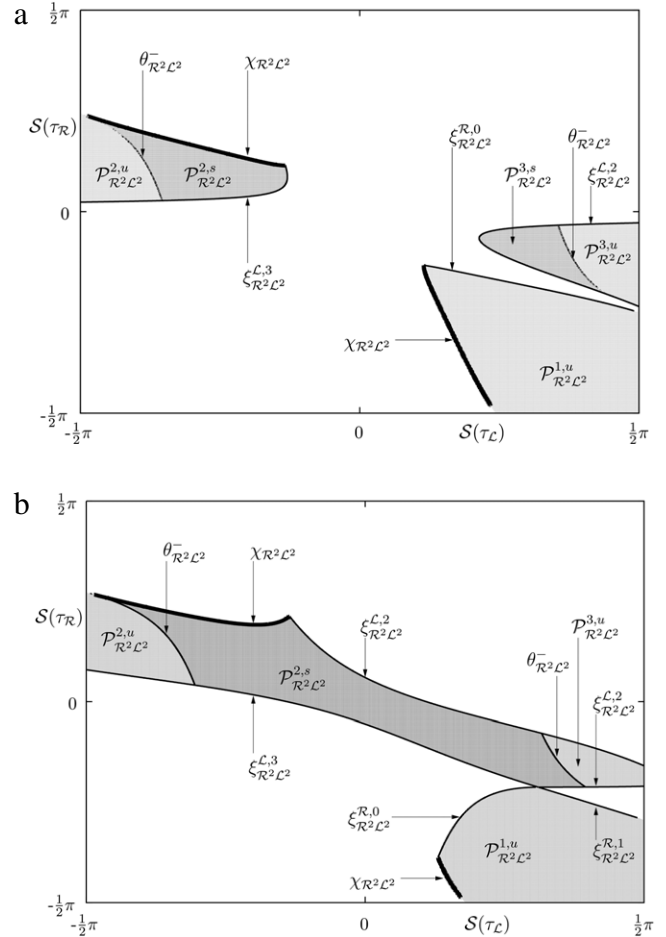 a
½π
θ⁻_{R²L²}
χ_{R²L²}
S(τ_R)
ξ^{R,0}_{R²L²}
θ⁻_{R²L²}
P^{3,s}_{R²L²}
ξ^{L,2}_{R²L²}
P^{2,u}_{R²L²}
P^{2,s}_{R²L²}
0
P^{3,u}_{R²L²}
ξ^{L,3}_{R²L²}
χ_{R²L²}
P^{1,u}_{R²L²}
-½π
-½π
0
S(τ_L)
½π
b
½π
θ⁻_{R²L²}
χ_{R²L²}
S(τ_R)
ξ^{L,2}_{R²L²}
P^{3,u}_{R²L²}
P^{2,u}_{R²L²}
θ⁻_{R²L²}
P^{2,s}_{R²L²}
ξ^{L,2}_{R²L²}
0
ξ^{L,3}_{R²L²}
ξ^{R,0}_{R²L²}
P^{1,u}_{R²L²}
ξ^{R,1}_{R²L²}
χ_{R²L²}
-½π
-½π
0
S(τ_L)
½π